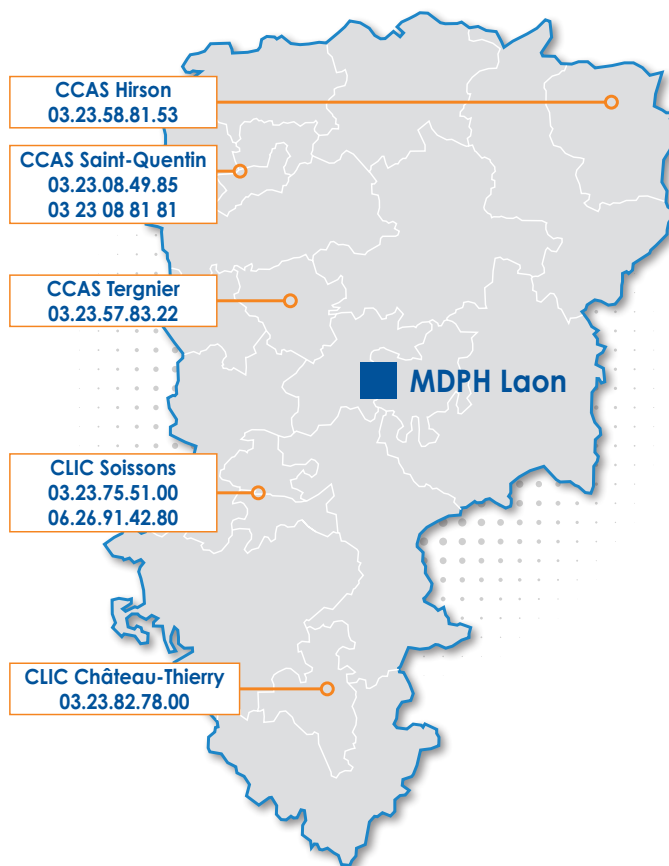 CCAS Hirson
03.23.58.81.53
CCAS Saint-Quentin
03.23.08.49.85
03 23 08 81 81
CCAS Tergnier
03.23.57.83.22
MDPH Laon
CLIC Soissons
03.23.75.51.00
06.26.91.42.80
CLIC Château-Thierry
03.23.82.78.00